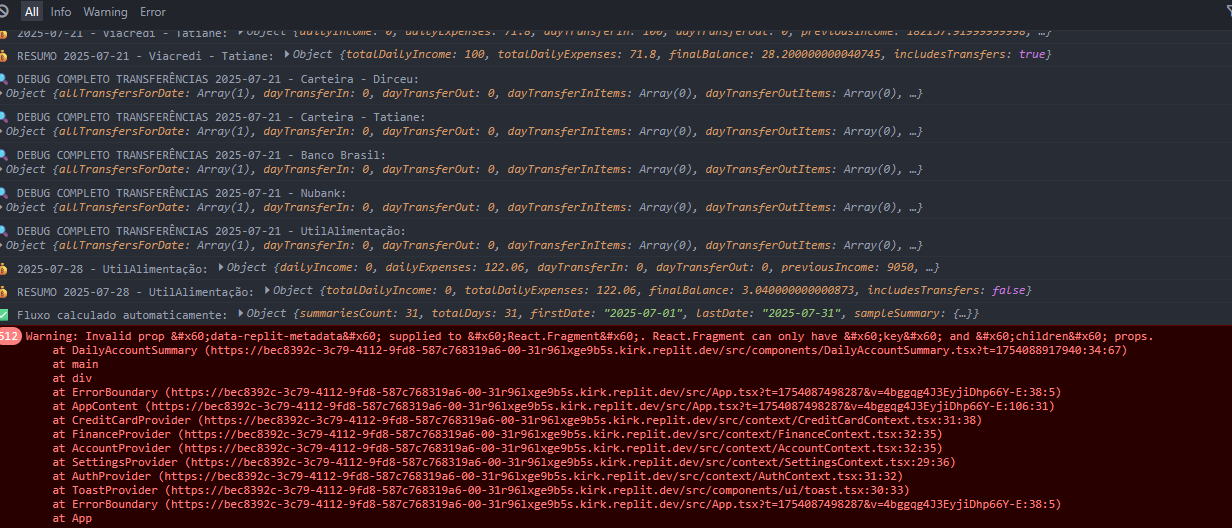 All Info Warning Error
2025-07-21 - Viacredi - Tatiane: Object {dailyIncome: 0, dailyExpenses: 71.8, dayTransferIn: 100, dayTransferOut: 0, previousIncome: 182157.91999999998, …}
RESUMO 2025-07-21 - Viacredi - Tatiane: Object {totalDailyIncome: 100, totalDailyExpenses: 71.8, finalBalance: 28.200000000040745, includesTransfers: true}
DEBUG COMPLETO TRANSFERÊNCIAS 2025-07-21 - Carteira - Dirceu:
Object {allTransfersForDate: Array(1), dayTransferIn: 0, dayTransferOut: 0, dayTransferInItems: Array(0), dayTransferOutItems: Array(0), …}
DEBUG COMPLETO TRANSFERÊNCIAS 2025-07-21 - Carteira - Tatiane:
Object {allTransfersForDate: Array(1), dayTransferIn: 0, dayTransferOut: 0, dayTransferInItems: Array(0), dayTransferOutItems: Array(0), …}
DEBUG COMPLETO TRANSFERÊNCIAS 2025-07-21 - Banco Brasil:
Object {allTransfersForDate: Array(1), dayTransferIn: 0, dayTransferOut: 0, dayTransferInItems: Array(0), dayTransferOutItems: Array(0), …}
DEBUG COMPLETO TRANSFERÊNCIAS 2025-07-21 - Nubank:
Object {allTransfersForDate: Array(1), dayTransferIn: 0, dayTransferOut: 0, dayTransferInItems: Array(0), dayTransferOutItems: Array(0), …}
DEBUG COMPLETO TRANSFERÊNCIAS 2025-07-21 - UtilAlimentação:
Object {allTransfersForDate: Array(1), dayTransferIn: 0, dayTransferOut: 0, dayTransferInItems: Array(0), dayTransferOutItems: Array(0), …}
2025-07-28 - UtilAlimentação: Object {dailyIncome: 0, dailyExpenses: 122.06, dayTransferIn: 0, dayTransferOut: 0, previousIncome: 9050, …}
RESUMO 2025-07-28 - UtilAlimentação: Object {totalDailyIncome: 0, totalDailyExpenses: 122.06, finalBalance: 3.040000000000873, includesTransfers: false}
Fluxo calculado automaticamente: Object {summariesCount: 31, totalDays: 31, firstDate: "2025-07-01", lastDate: "2025-07-31", sampleSummary: {…}}
512 Warning: Invalid prop &#x60;data-replit-metadata&#x60; supplied to &#x60;React.Fragment&#x60;. React.Fragment can only have &#x60;key&#x60; and &#x60;children&#x60; props.
at DailyAccountSummary (https://bec8392c-3c79-4112-9fd8-587c768319a6-00-31r96lxge9b5s.kirk.replit.dev/src/components/DailyAccountSummary.tsx?t=1754088917940:34:67)
at main
at div
at ErrorBoundary (https://bec8392c-3c79-4112-9fd8-587c768319a6-00-31r96lxge9b5s.kirk.replit.dev/src/App.tsx?t=1754087498287&v=4bggqg4J3EyjiDhp66Y-E:38:5)
at AppContent (https://bec8392c-3c79-4112-9fd8-587c768319a6-00-31r96lxge9b5s.kirk.replit.dev/src/App.tsx?t=1754087498287&v=4bggqg4J3EyjiDhp66Y-E:106:31)
at CreditCardProvider (https://bec8392c-3c79-4112-9fd8-587c768319a6-00-31r96lxge9b5s.kirk.replit.dev/src/context/CreditCardContext.tsx:31:38)
at FinanceProvider (https://bec8392c-3c79-4112-9fd8-587c768319a6-00-31r96lxge9b5s.kirk.replit.dev/src/context/FinanceContext.tsx:32:35)
at AccountProvider (https://bec8392c-3c79-4112-9fd8-587c768319a6-00-31r96lxge9b5s.kirk.replit.dev/src/context/AccountContext.tsx:32:35)
at SettingsProvider (https://bec8392c-3c79-4112-9fd8-587c768319a6-00-31r96lxge9b5s.kirk.replit.dev/src/context/SettingsContext.tsx:29:36)
at AuthProvider (https://bec8392c-3c79-4112-9fd8-587c768319a6-00-31r96lxge9b5s.kirk.replit.dev/src/context/AuthContext.tsx:31:32)
at ToastProvider (https://bec8392c-3c79-4112-9fd8-587c768319a6-00-31r96lxge9b5s.kirk.replit.dev/src/components/ui/toast.tsx:30:33)
at ErrorBoundary (https://bec8392c-3c79-4112-9fd8-587c768319a6-00-31r96lxge9b5s.kirk.replit.dev/src/App.tsx?t=1754087498287&v=4bggqg4J3EyjiDhp66Y-E:38:5)
at App